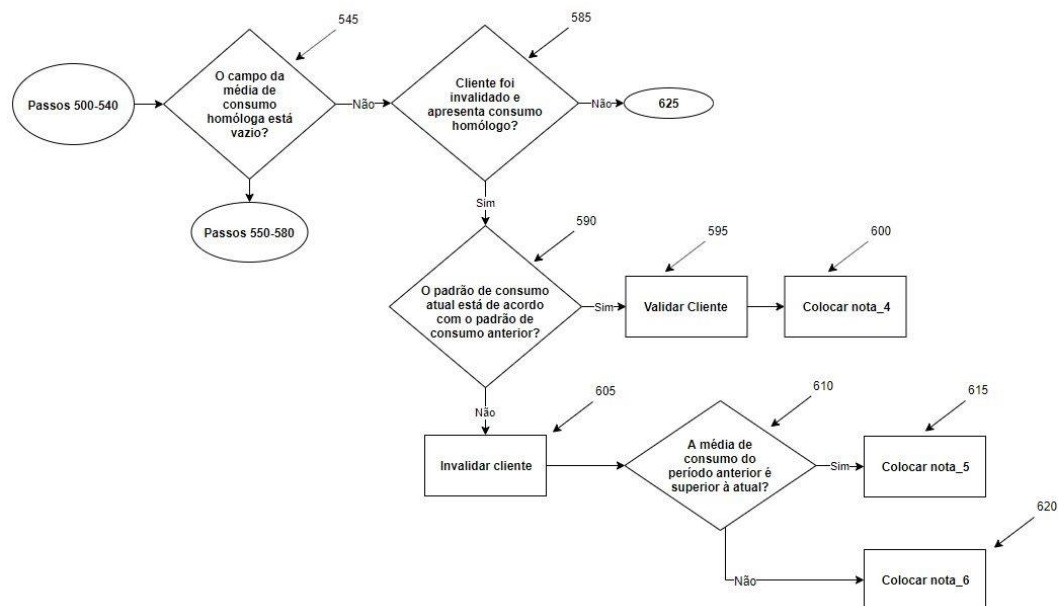 545
585
Passos 500-540
O campo da
média de
consumo
homóloga está
vazio?
Não
Cliente foi
invalidado e
apresenta consumo
homólogo?
Não
625
Sim
Passos 550-580
590
595
600
O padrão de consumo
atual está de acordo
com o padrão de
consumo anterior?
Sim
Validar Cliente
Colocar nota_4
Não
605
610
615
Invalidar cliente
A média de
consumo do
período anterior é
superior à atual?
Sim
Colocar nota_5
620
Não
Colocar nota_6